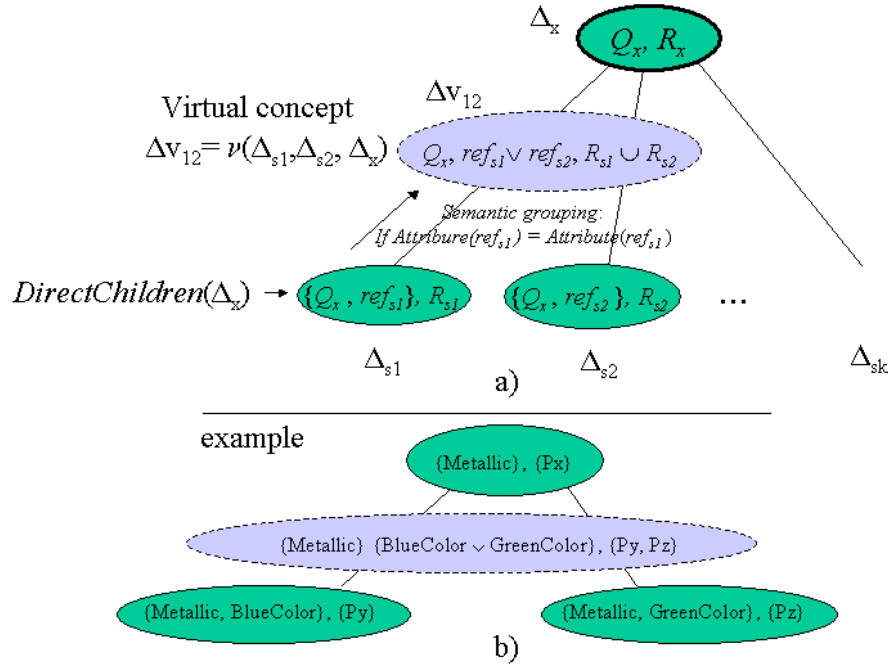 Δx
Qx, Rx
Δv12
Virtual concept
Δv12= ν(Δs1,Δs2, Δx)
Qx, refs1∨ refs2, Rs1 ∪ Rs2
Semantic grouping:
If Attribure(refs1) = Attribute(refs1)
DirectChildren(Δx)
{Qx , refs1}, Rs1
{Qx , refs2}, Rs2
...
Δs1
Δs2
Δsk
a)
example
{Metallic}, {Px}
{Metallic} {BlueColor ∨ GreenColor}, {Py, Pz}
{Metallic, BlueColor}, {Py}
{Metallic, GreenColor}, {Pz}
b)